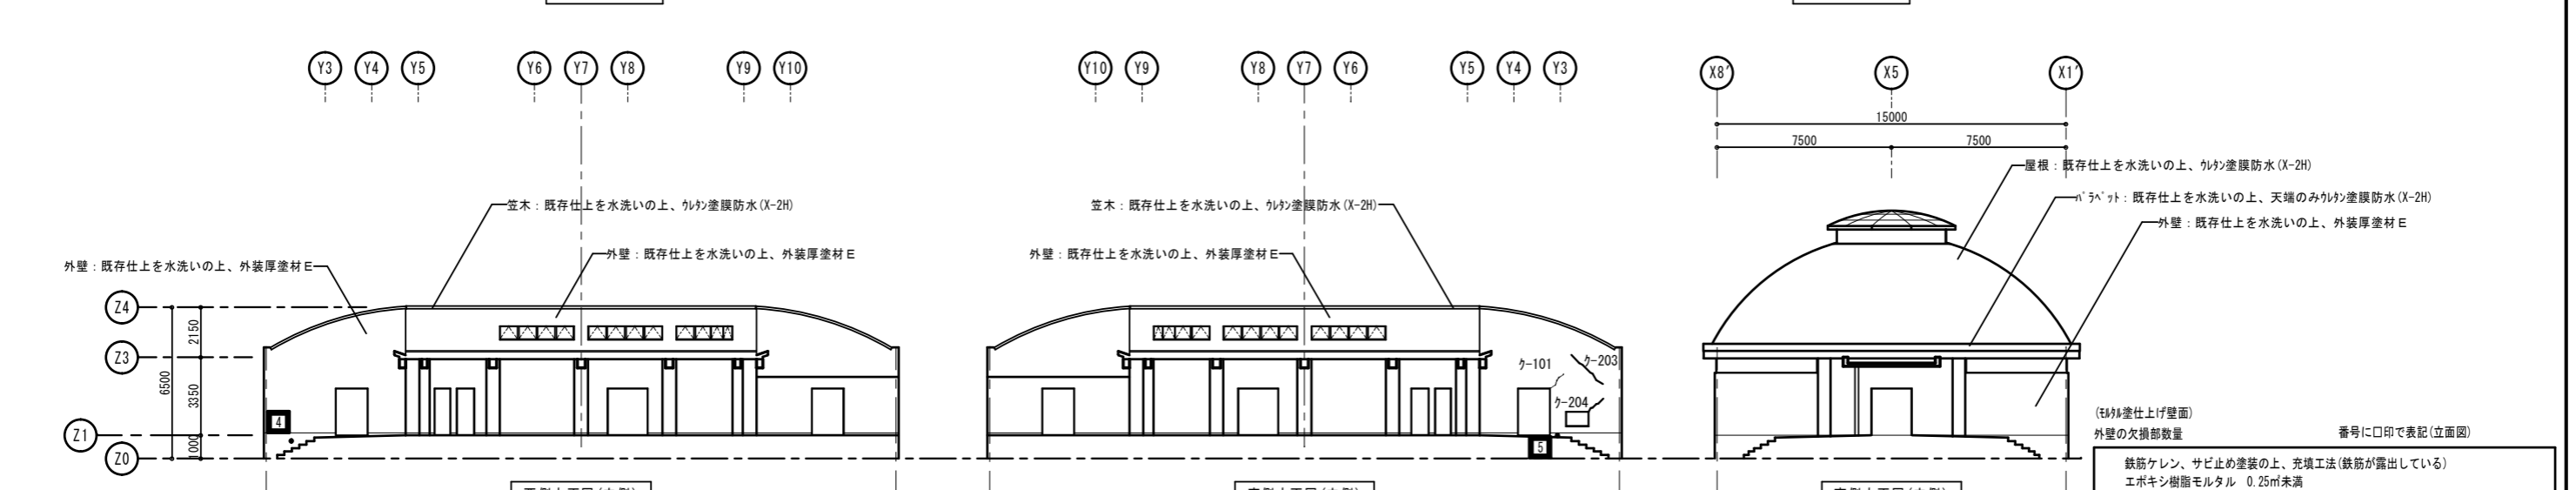 Y3 Y4 Y5 Y6 Y7 Y8 Y9 Y10
Y10 Y9 Y8 Y7 Y6 Y5 Y4 Y3
X8' X5 X1'
15000
7500 7500
屋根：既存仕上を水洗いの上、ｳﾚﾀﾝ塗膜防水(X-2H)
笠木：既存仕上を水洗いの上、ｳﾚﾀﾝ塗膜防水(X-2H)
笠木：既存仕上を水洗いの上、ｳﾚﾀﾝ塗膜防水(X-2H)
ﾊﾟﾗﾍﾟｯﾄ：既存仕上を水洗いの上、天端のみｳﾚﾀﾝ塗膜防水(X-2H)
外壁：既存仕上を水洗いの上、外装厚塗材Ｅ
外壁：既存仕上を水洗いの上、外装厚塗材Ｅ
外壁：既存仕上を水洗いの上、外装厚塗材Ｅ
外壁：既存仕上を水洗いの上、外装厚塗材Ｅ
Z4
2150
Z3
6500
3350
Z1
1000
Z0
4
ｸ-101
ｸ-203
ｸ-204
5
(ﾓﾙﾀﾙ塗仕上げ壁面)
外壁の欠損部数量 番号に口印で表記(立面図)
鉄筋ケレン、サビ止め塗装の上、充填工法(鉄筋が露出している)
エポキシ樹脂モルタル 0.25㎡未満